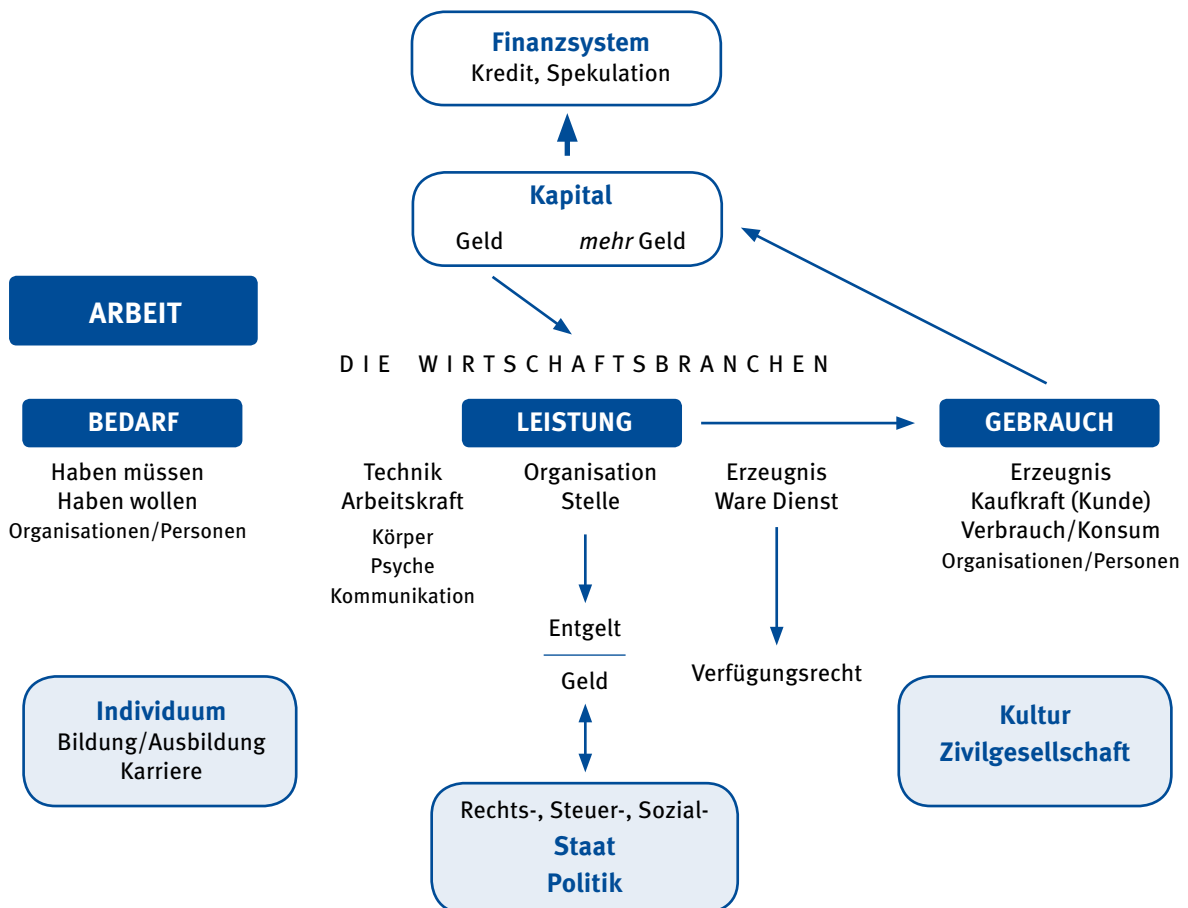 Finanzsystem
Kredit, Spekulation
Kapital
Geld mehr Geld
ARBEIT
DIE WIRTSCHAFTSBRANCHEN
BEDARF
Haben müssen
Haben wollen
Organisationen/Personen
LEISTUNG
Technik
Arbeitskraft
Körper
Psyche
Kommunikation
Organisation
Stelle
Entgelt
Geld
Erzeugnis
Ware Dienst
Verfügungsrecht
GEBRAUCH
Erzeugnis
Kaufkraft (Kunde)
Verbrauch/Konsum
Organisationen/Personen
Individuum
Bildung/Ausbildung
Karriere
Rechts-, Steuer-, Sozial-
Staat
Politik
Kultur
Zivilgesellschaft